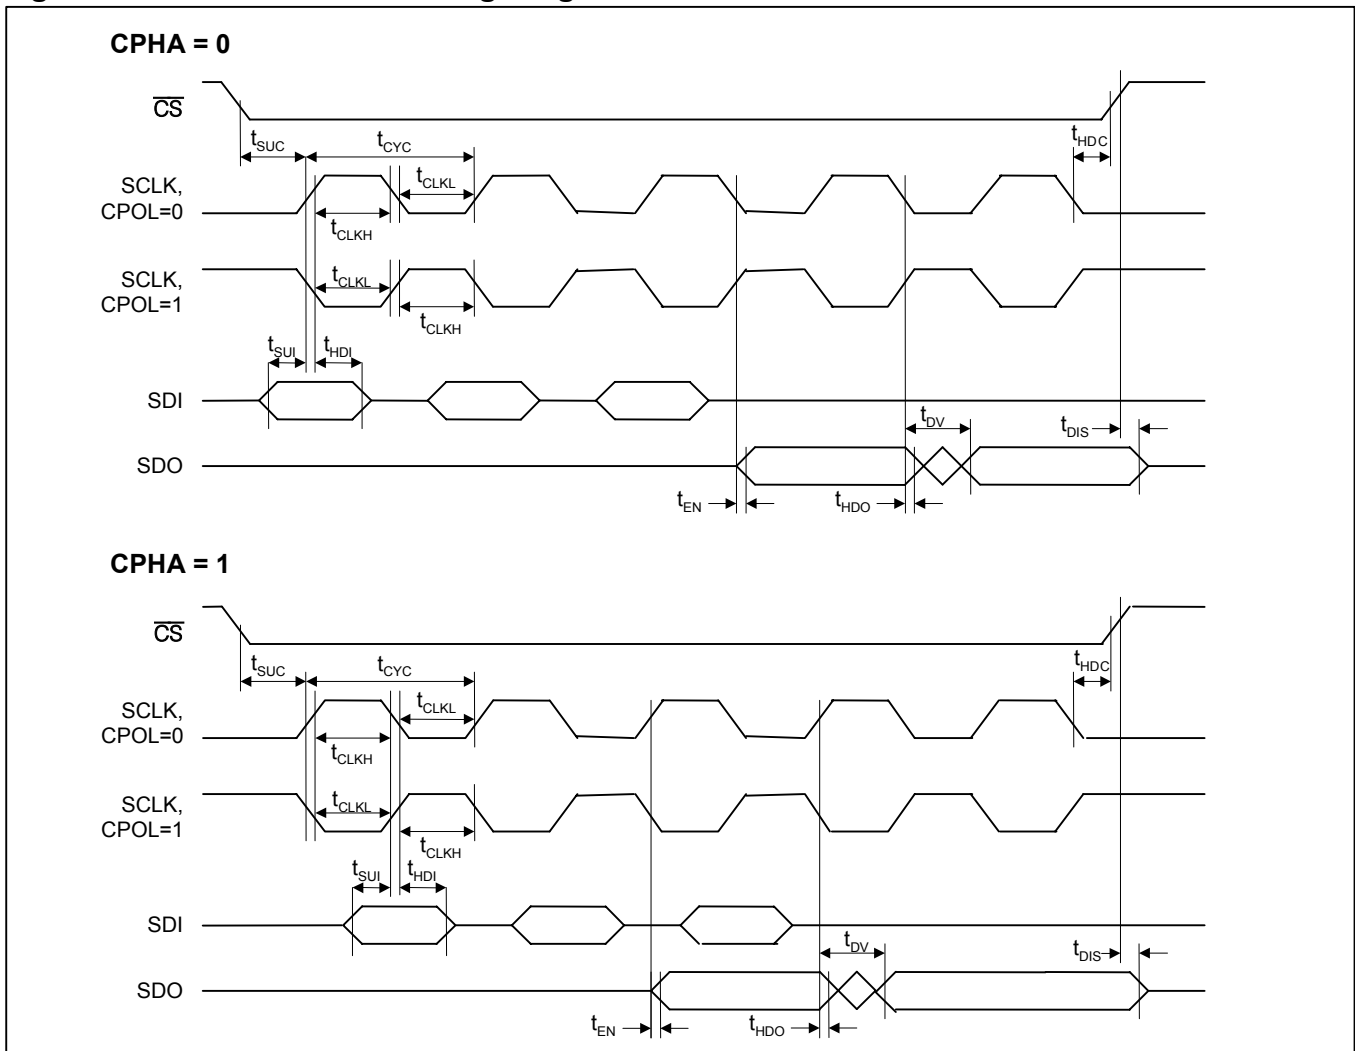 CPHA = 0
CS
tSUC
tCYC
tHDC
SCLK,
CPOL=0
tCLKL
tCLKH
SCLK,
CPOL=1
tCLKL
tCLKH
tSUI
tHDI
SDI
tDV
tDIS
SDO
tEN
tHDO
CPHA = 1
CS
tSUC
tCYC
tHDC
SCLK,
CPOL=0
tCLKL
tCLKH
SCLK,
CPOL=1
tCLKL
tCLKH
tSUI
tHDI
SDI
tDV
tDIS
SDO
tEN
tHDO